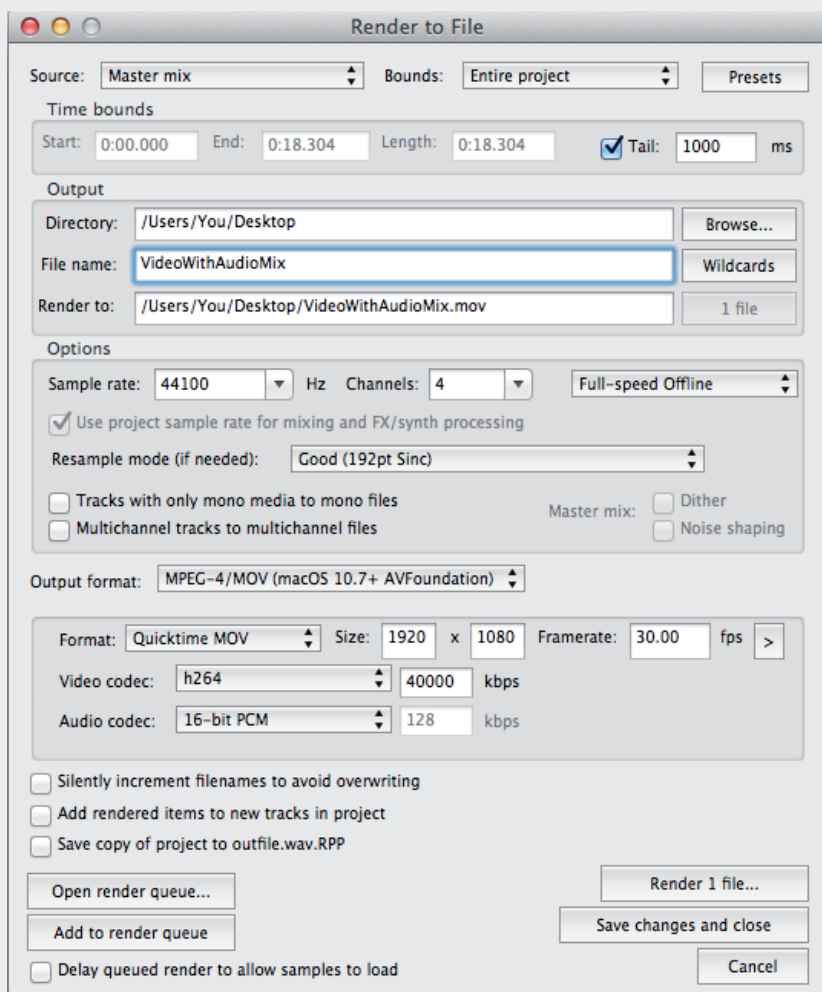 Render to File
Source: Master mix Bounds: Entire project Presets
Time bounds
Start: 0:00.000 End: 0:18.304 Length: 0:18.304 Tail: 1000 ms
Output
Directory: /Users/You/Desktop Browse...
File name: VideoWithAudioMix Wildcards
Render to: /Users/You/Desktop/VideoWithAudioMix.mov 1 file
Options
Sample rate: 44100 Hz Channels: 4 Full-speed Offline
Use project sample rate for mixing and FX/synth processing
Resample mode (if needed): Good (192pt Sinc)
Tracks with only mono media to mono files
Multichannel tracks to multichannel files
Master mix: Dither
Noise shaping
Output format: MPEG-4/MOV (macOS 10.7+ AVFoundation)
Format: Quicktime MOV Size: 1920 x 1080 Framerate: 30.00 fps >
Video codec: h264 40000 kbps
Audio codec: 16-bit PCM 128 kbps
Silently increment filenames to avoid overwriting
Add rendered items to new tracks in project
Save copy of project to outfile.wav.RPP
Open render queue... Render 1 file...
Add to render queue Save changes and close
Delay queued render to allow samples to load Cancel